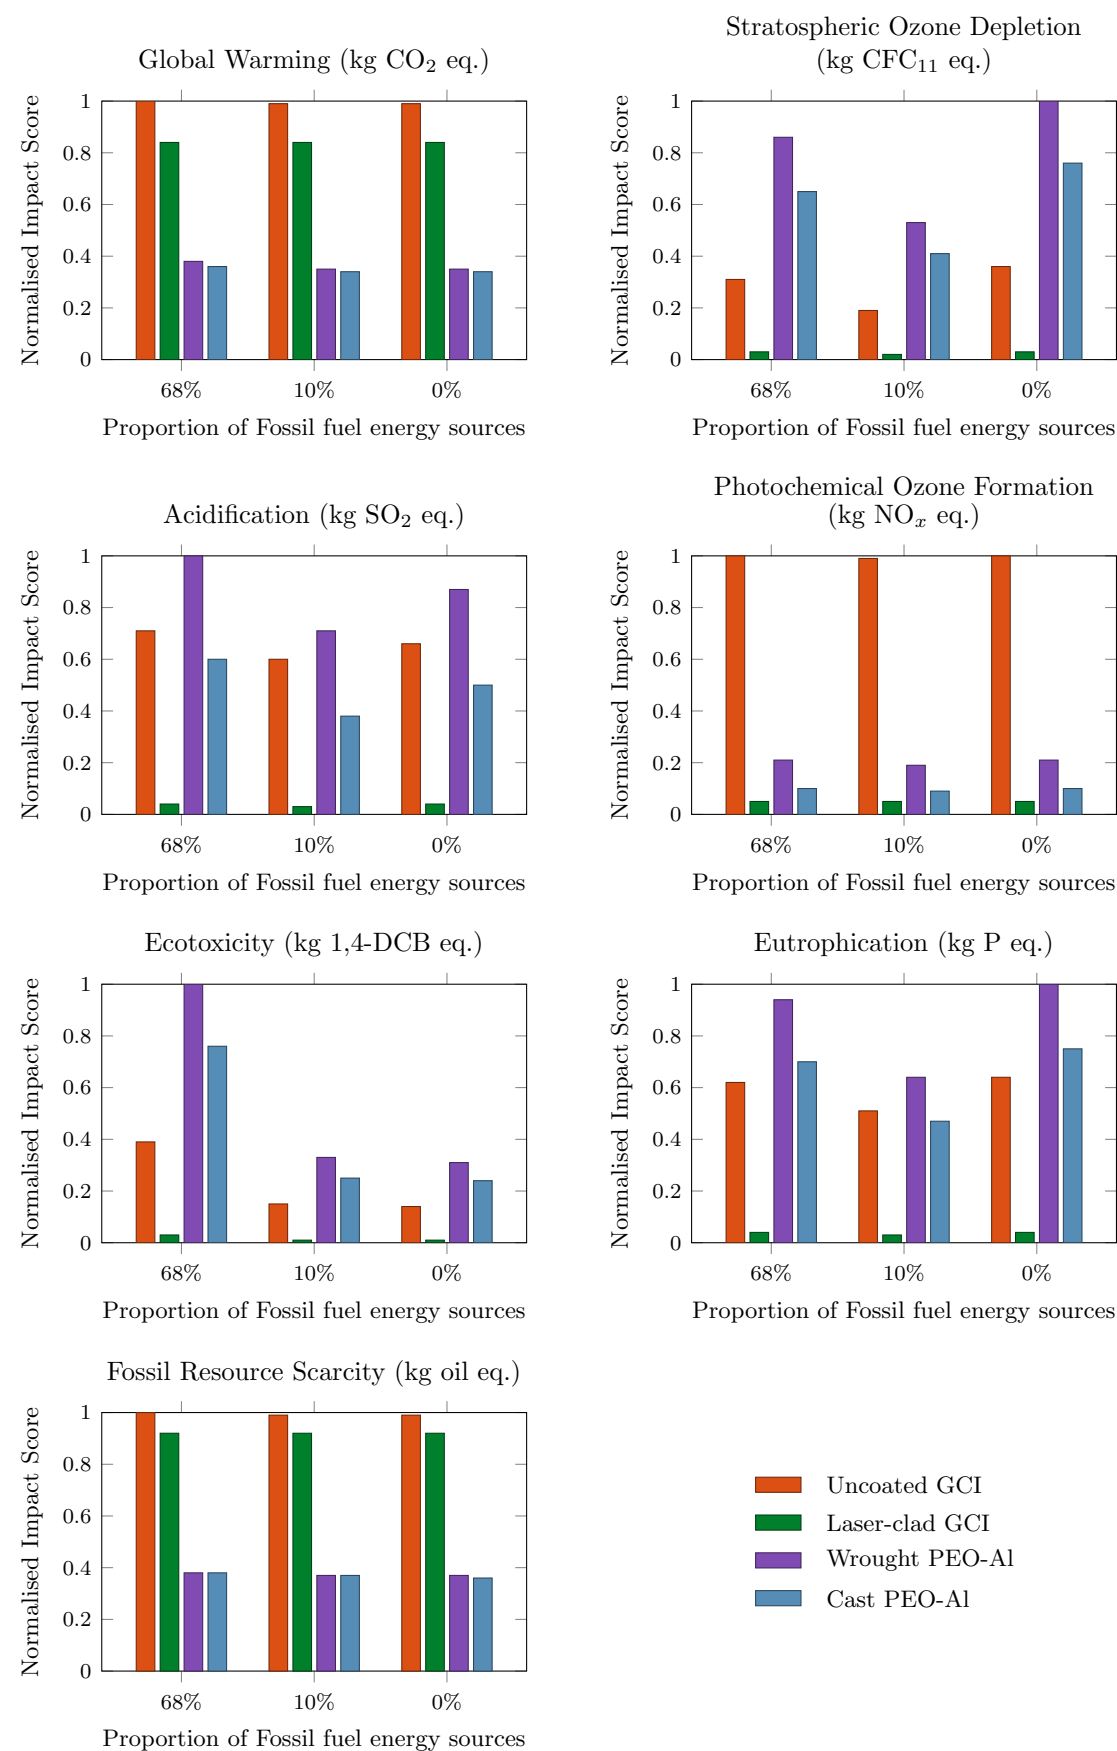 Global Warming (kg CO₂ eq.)
Normalised Impact Score
1
0.8
0.6
0.4
0.2
0
68%
10%
0%
Proportion of Fossil fuel energy sources
Stratospheric Ozone Depletion
(kg CFC₁₁ eq.)
Normalised Impact Score
1
0.8
0.6
0.4
0.2
0
68%
10%
0%
Proportion of Fossil fuel energy sources
Acidification (kg SO₂ eq.)
Normalised Impact Score
1
0.8
0.6
0.4
0.2
0
68%
10%
0%
Proportion of Fossil fuel energy sources
Photochemical Ozone Formation
(kg NOₓ eq.)
Normalised Impact Score
1
0.8
0.6
0.4
0.2
0
68%
10%
0%
Proportion of Fossil fuel energy sources
Ecotoxicity (kg 1,4-DCB eq.)
Normalised Impact Score
1
0.8
0.6
0.4
0.2
0
68%
10%
0%
Proportion of Fossil fuel energy sources
Eutrophication (kg P eq.)
Normalised Impact Score
1
0.8
0.6
0.4
0.2
0
68%
10%
0%
Proportion of Fossil fuel energy sources
Fossil Resource Scarcity (kg oil eq.)
Normalised Impact Score
1
0.8
0.6
0.4
0.2
0
68%
10%
0%
Proportion of Fossil fuel energy sources
Uncoated GCI
Laser-clad GCI
Wrought PEO-Al
Cast PEO-Al